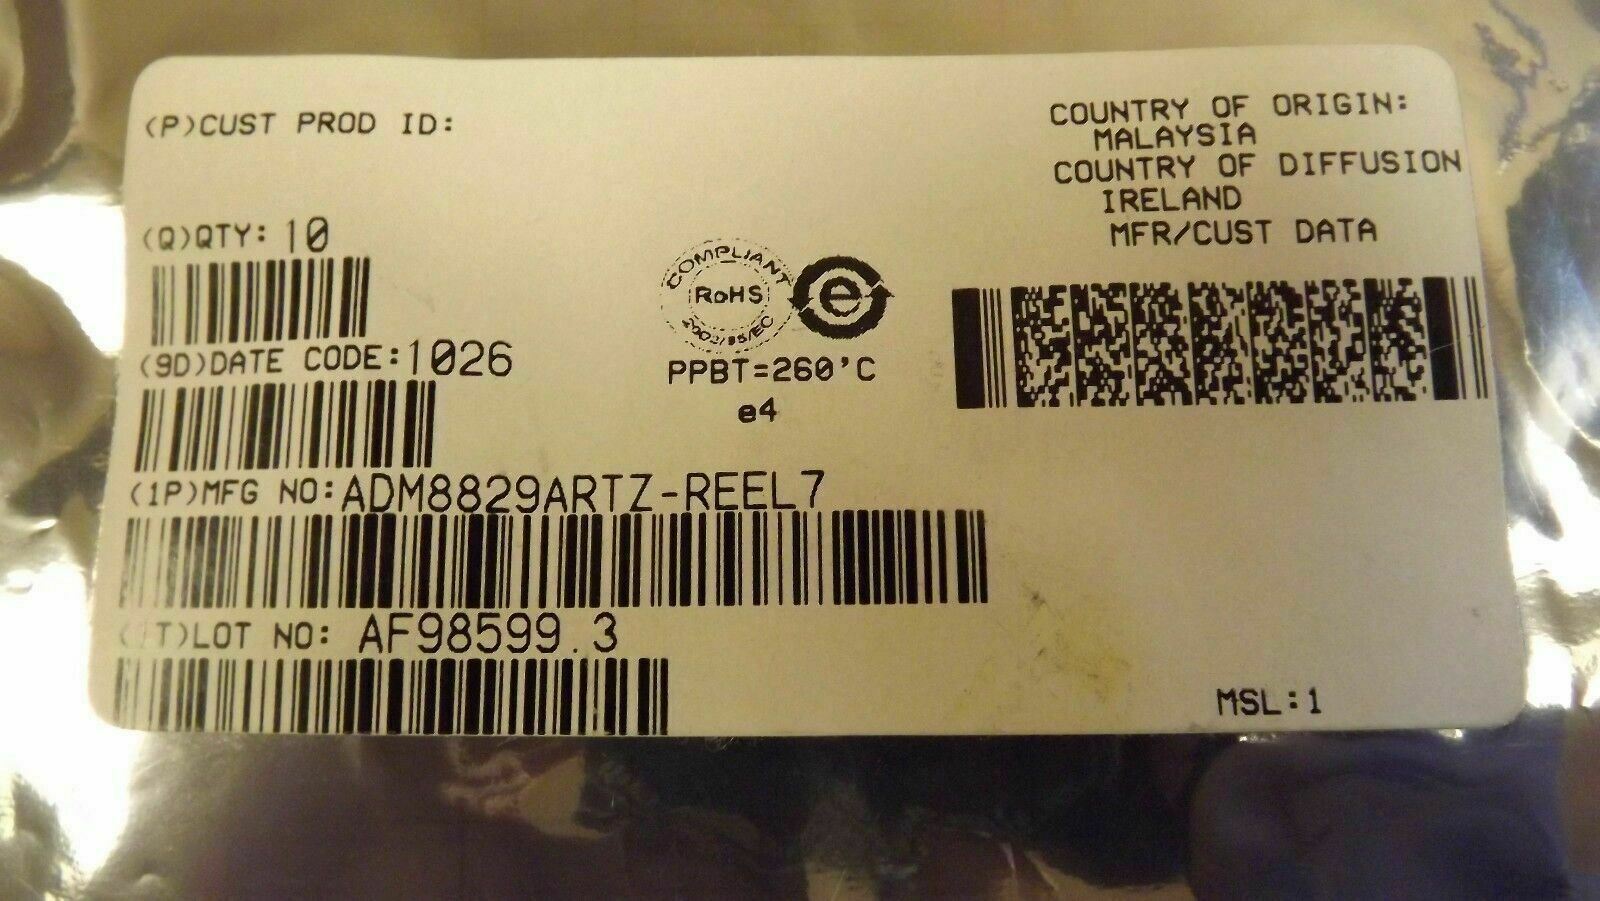 (P)CUST PROD ID:
(Q)QTY: 10
(9D)DATE CODE:1026
(1P)MFG NO:ADM8829ARTZ-REEL7
T)LOT NO: AF98599.3
COMPLIANT
RoHS
2002/95/EC
e
PPBT=260'C
e4
COUNTRY OF ORIGIN:
MALAYSIA
COUNTRY OF DIFFUSION
IRELAND
MFR/CUST DATA
MSL:1